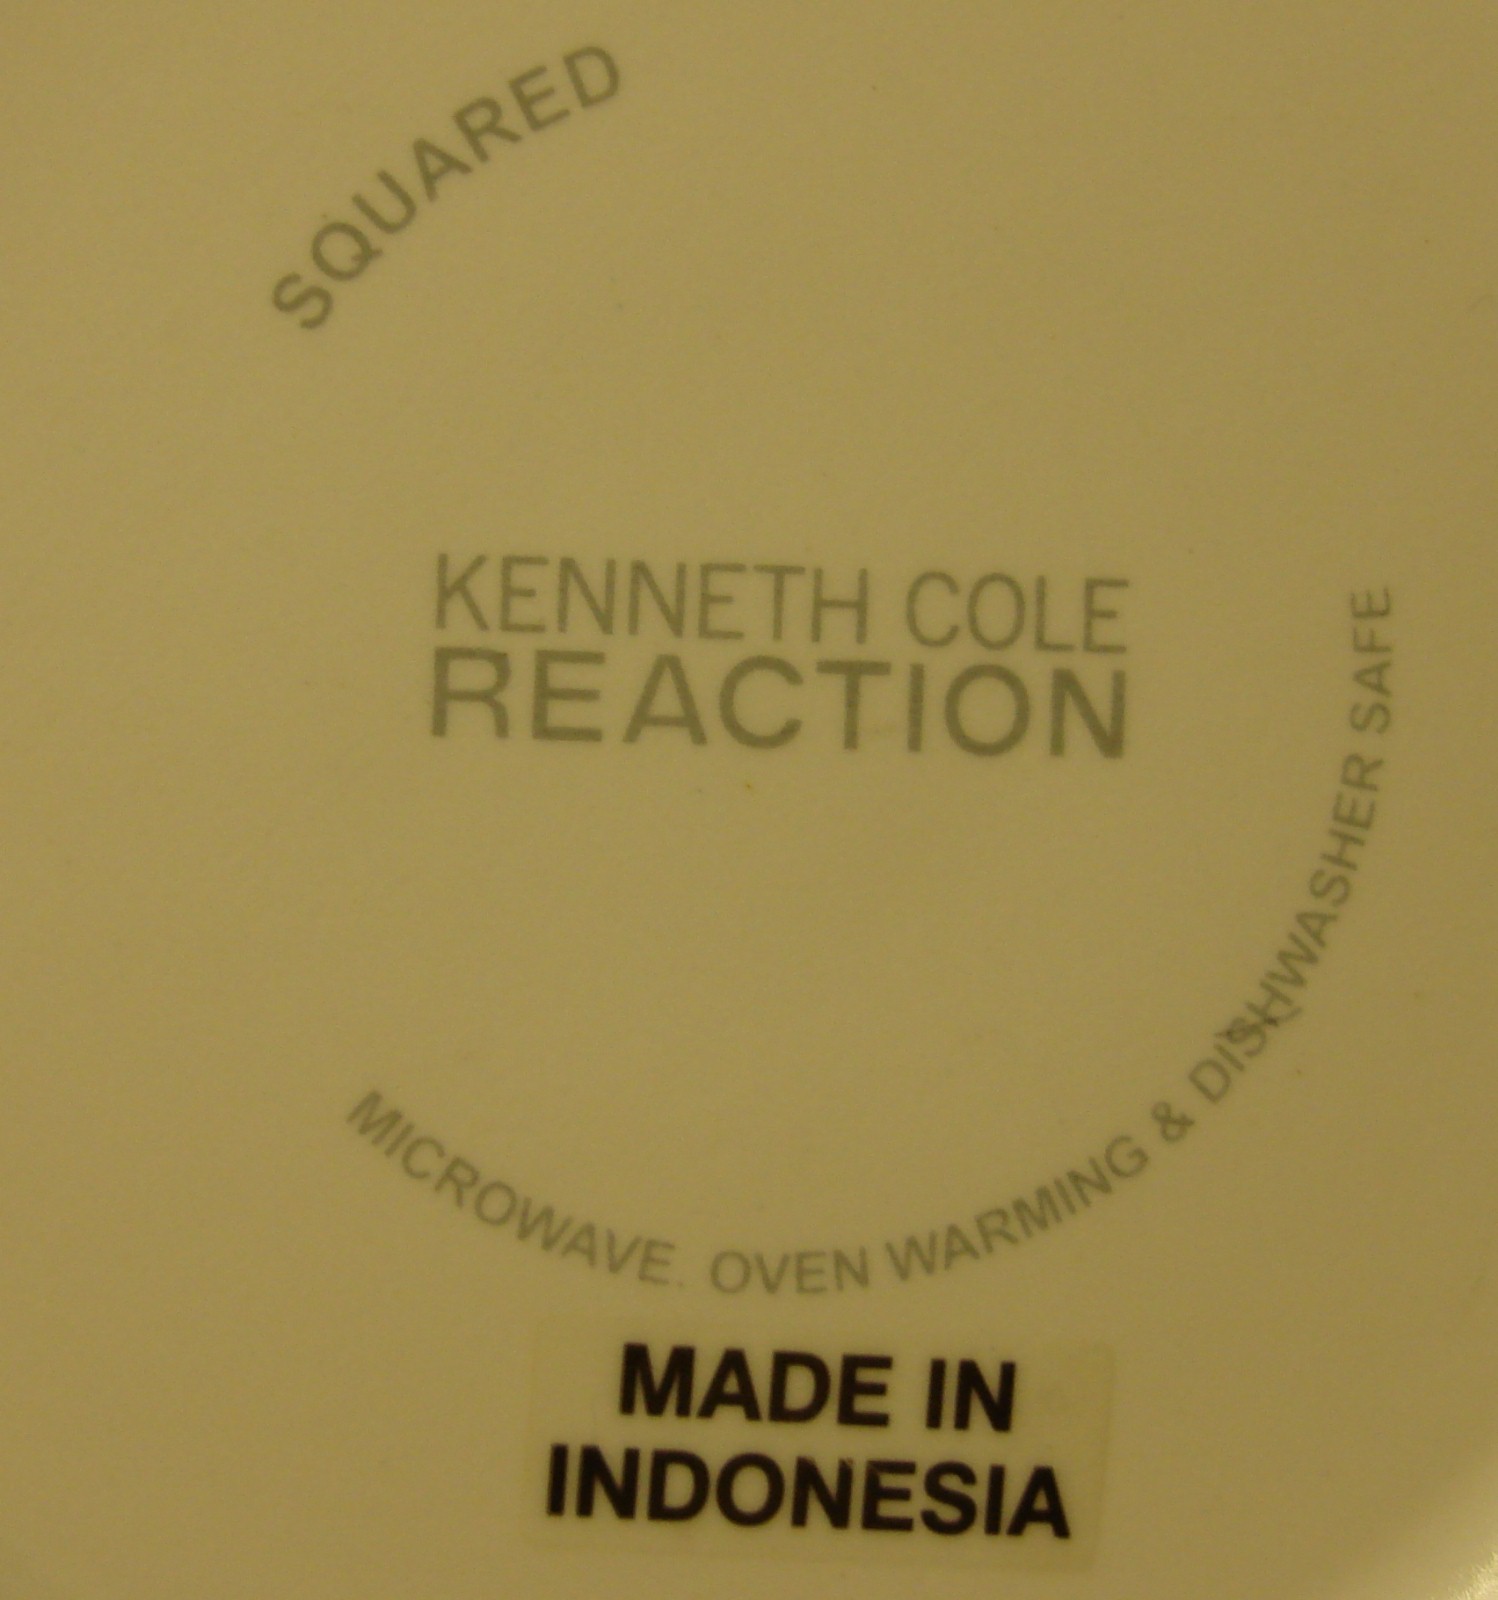 SQUARED
KENNETH COLE
REACTION
MICROWAVE. OVEN WARMING & DISHWASHER SAFE
MADE IN
INDONESIA